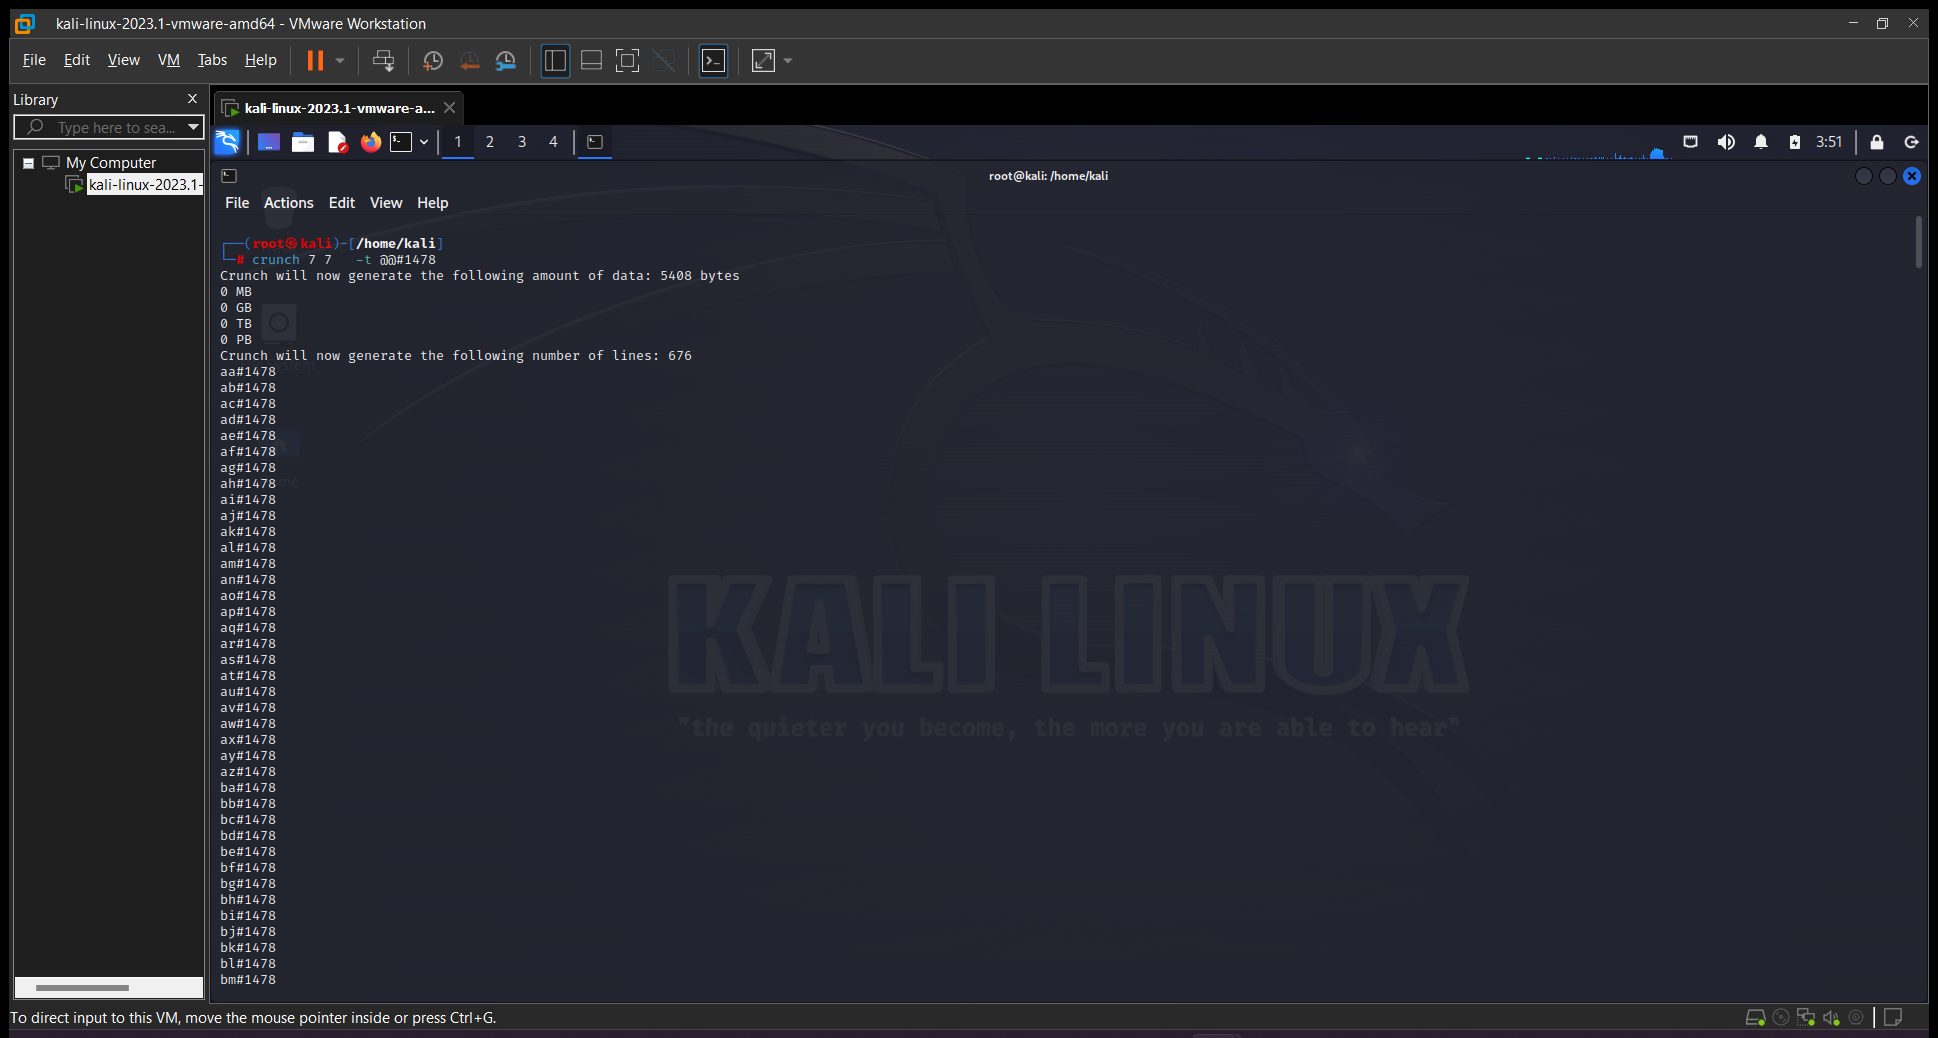 kali-linux-2023.1-vmware-amd64 - VMware Workstation
File Edit View VM Tabs Help
Library
Type here to sea...
My Computer
kali-linux-2023.1-
kali-linux-2023.1-vmware-a...
1 2 3 4
3:51
root@kali: /home/kali
File Actions Edit View Help
(root㉿kali)-[/home/kali]
# crunch 7 7 -t @@#1478
Crunch will now generate the following amount of data: 5408 bytes
0 MB
0 GB
0 TB
0 PB
Crunch will now generate the following number of lines: 676
aa#1478
ab#1478
ac#1478
ad#1478
ae#1478
af#1478
ag#1478
ah#1478
ai#1478
aj#1478
ak#1478
al#1478
am#1478
an#1478
ao#1478
ap#1478
aq#1478
ar#1478
as#1478
at#1478
au#1478
av#1478
aw#1478
ax#1478
ay#1478
az#1478
ba#1478
bb#1478
bc#1478
bd#1478
be#1478
bf#1478
bg#1478
bh#1478
bi#1478
bj#1478
bk#1478
bl#1478
bm#1478
KALI LINUX
"the quieter you become, the more you are able to hear"
To direct input to this VM, move the mouse pointer inside or press Ctrl+G.